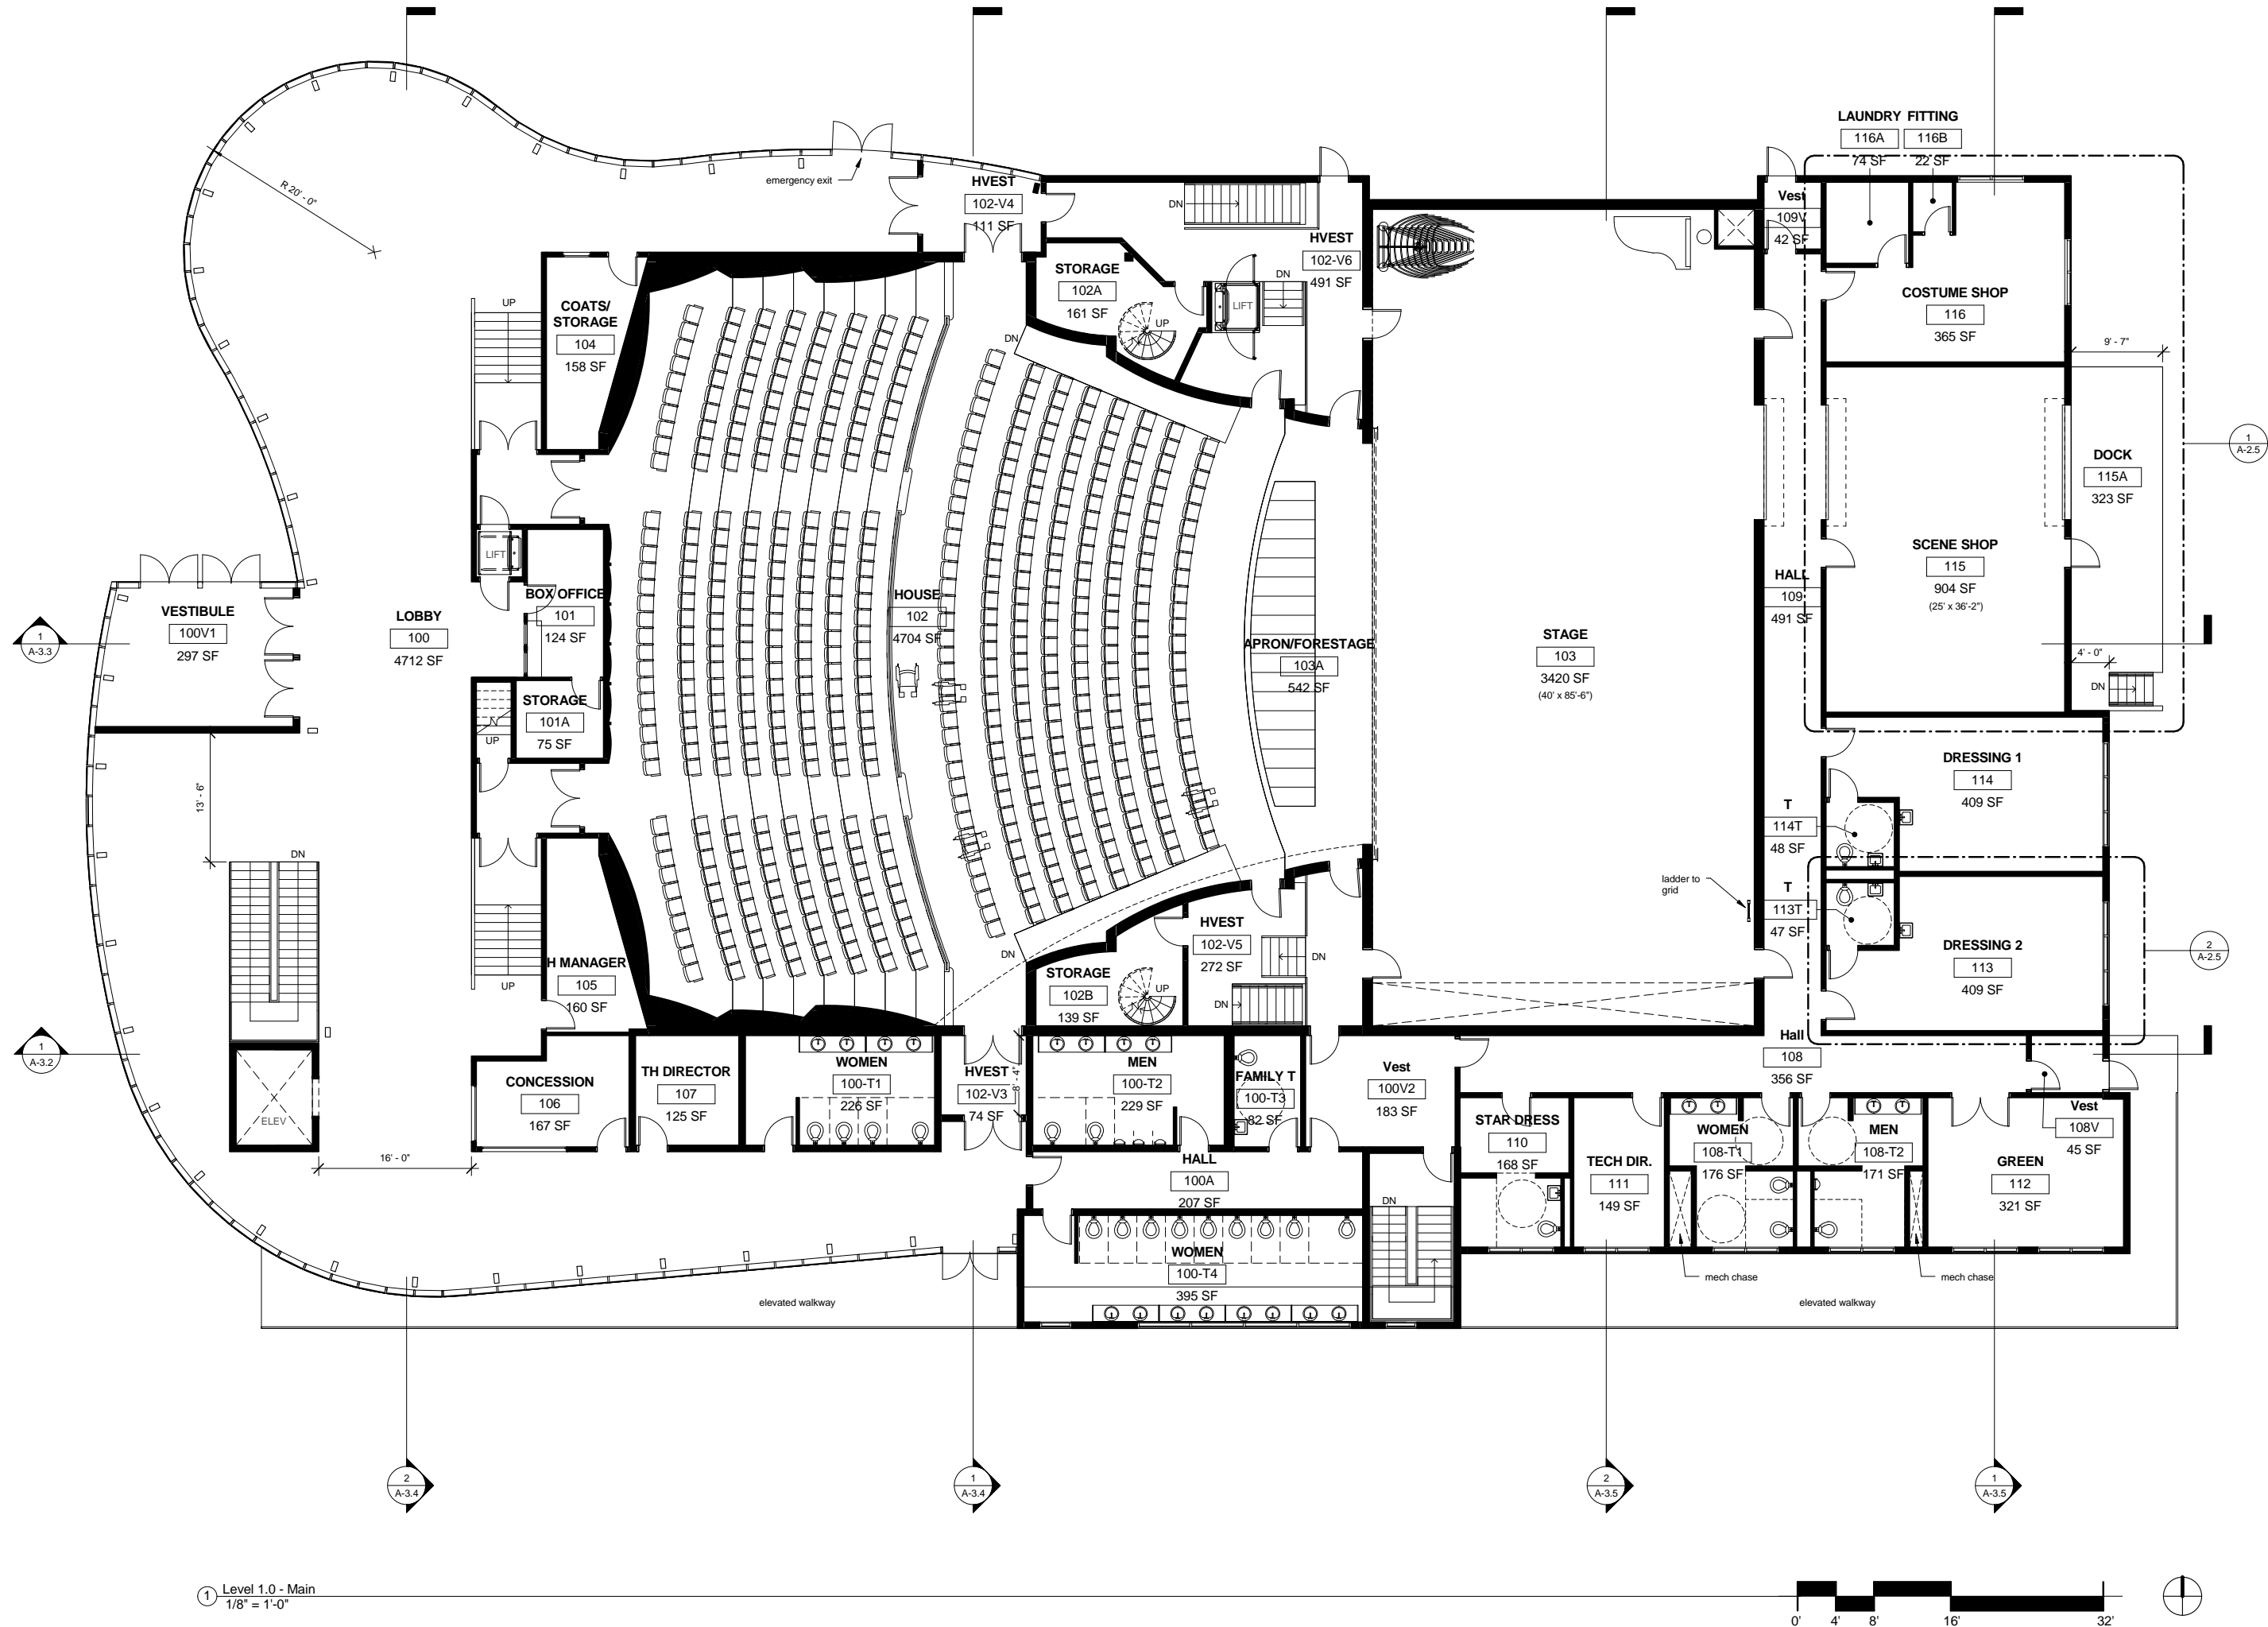 LAUNDRY FITTING
116A 116B
74 SF 22 SF
R 20' - 0"
emergency exit
HVEST
102-V4
111 SF
DN
HVEST
102-V6
491 SF
Vest
109V
42 SF
STORAGE
102A
161 SF
UP
DN
LIFT
DN
COSTUME SHOP
116
365 SF
9' - 7"
UP
COATS/
STORAGE
104
158 SF
1
A-2.5
DOCK
115A
323 SF
LIFT
BOX OFFICE
101
124 SF
SCENE SHOP
115
904 SF
(25' x 36'-2")
HALL
109
491 SF
VESTIBULE
100V1
297 SF
LOBBY
100
4712 SF
HOUSE
102
4704 SF
APRON/FORESTAGE
103A
542 SF
STAGE
103
3420 SF
(40' x 85'-6")
1
A-3.3
4' - 0"
DN
STORAGE
101A
75 SF
UP
13' - 6"
DRESSING 1
114
409 SF
T
114T
48 SF
DN
ladder to
grid
T
113T
47 SF
DRESSING 2
113
409 SF
2
A-2.5
HVEST
102-V5
272 SF
DN
DN
DN
STORAGE
102B
139 SF
UP
H MANAGER
105
160 SF
UP
1
A-3.2
ELEV
16' - 0"
CONCESSION
106
167 SF
TH DIRECTOR
107
125 SF
WOMEN
100-T1
226 SF
HVEST
102-V3
74 SF
8' - 4"
MEN
100-T2
229 SF
FAMILY T
100-T3
82 SF
Vest
100V2
183 SF
Hall
108
356 SF
STAR DRESS
110
168 SF
TECH DIR.
111
149 SF
WOMEN
108-T1
176 SF
MEN
108-T2
171 SF
GREEN
112
321 SF
Vest
108V
45 SF
HALL
100A
207 SF
DN
WOMEN
100-T4
395 SF
mech chase
mech chase
elevated walkway
elevated walkway
2
A-3.4
1
A-3.4
2
A-3.5
1
A-3.5
1 Level 1.0 - Main
1/8" = 1'-0"
0' 4' 8' 16' 32'